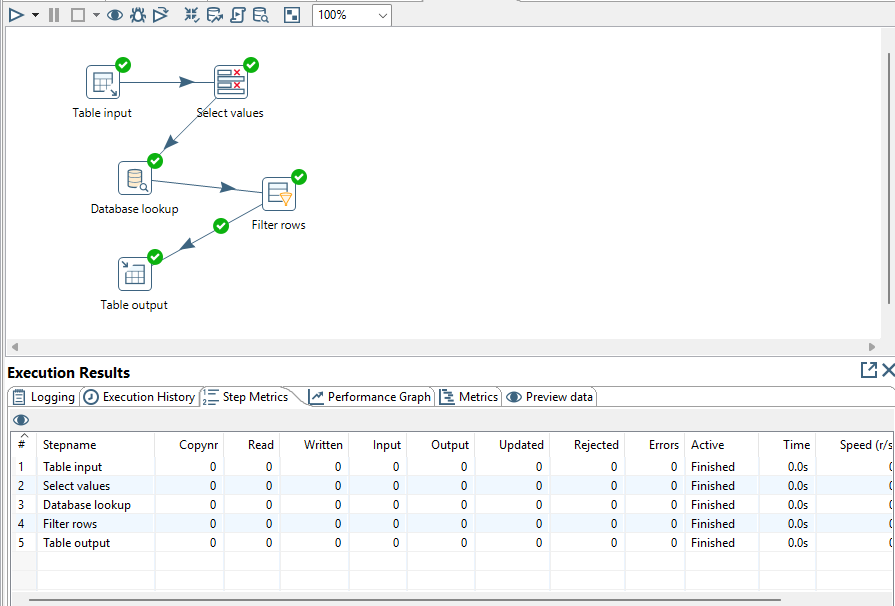 100%
Table input
Select values
Database lookup
Filter rows
Table output
Execution Results
Logging Execution History Step Metrics Performance Graph Metrics Preview data
# Stepname Copynr Read Written Input Output Updated Rejected Errors Active Time Speed (r/s
1 Table input 0 0 0 0 0 0 0 0 Finished 0.0s 0
2 Select values 0 0 0 0 0 0 0 0 Finished 0.0s 0
3 Database lookup 0 0 0 0 0 0 0 0 Finished 0.0s 0
4 Filter rows 0 0 0 0 0 0 0 0 Finished 0.0s 0
5 Table output 0 0 0 0 0 0 0 0 Finished 0.0s 0